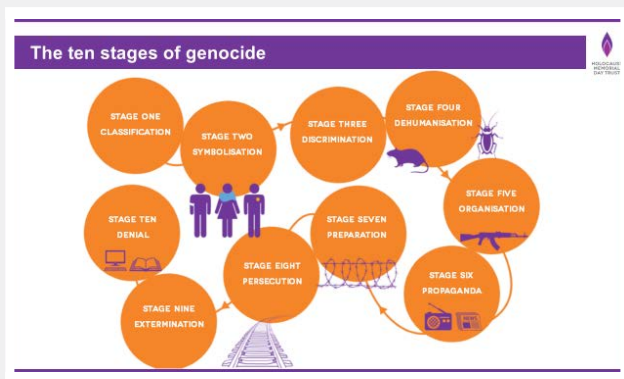 The ten stages of genocide
HOLOCAUST
MEMORIAL
DAY TRUST
STAGE ONE
CLASSIFICATION
STAGE TWO
SYMBOLISATION
STAGE THREE
DISCRIMINATION
STAGE FOUR
DEHUMANISATION
STAGE FIVE
ORGANISATION
STAGE SIX
PROPAGANDA
NEWS
STAGE SEVEN
PREPARATION
STAGE EIGHT
PERSECUTION
STAGE NINE
EXTERMINATION
STAGE TEN
DENIAL